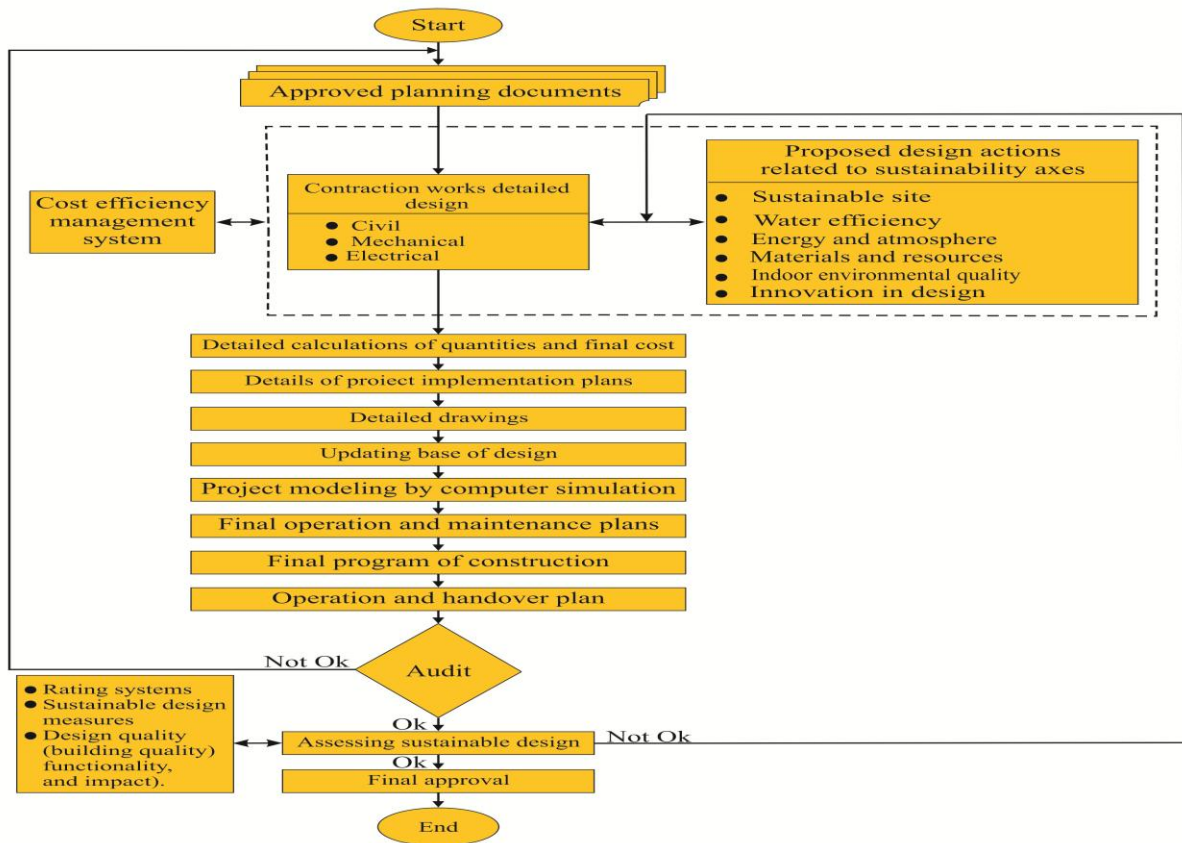 Start
Approved planning documents
Proposed design actions
related to sustainability axes
● Sustainable site
● Water efficiency
● Energy and atmosphere
● Materials and resources
● Indoor environmental quality
● Innovation in design
Contraction works detailed
design
● Civil
● Mechanical
● Electrical
Cost efficiency
management
system
Detailed calculations of quantities and final cost
Details of proiect implementation plans
Detailed drawings
Updating base of design
Project modeling by computer simulation
Final operation and maintenance plans
Final program of construction
Operation and handover plan
Not Ok
Audit
Ok
● Rating systems
● Sustainable design
measures
● Design quality
(building quality)
functionality,
and impact).
Assessing sustainable design
Not Ok
Ok
Final approval
End